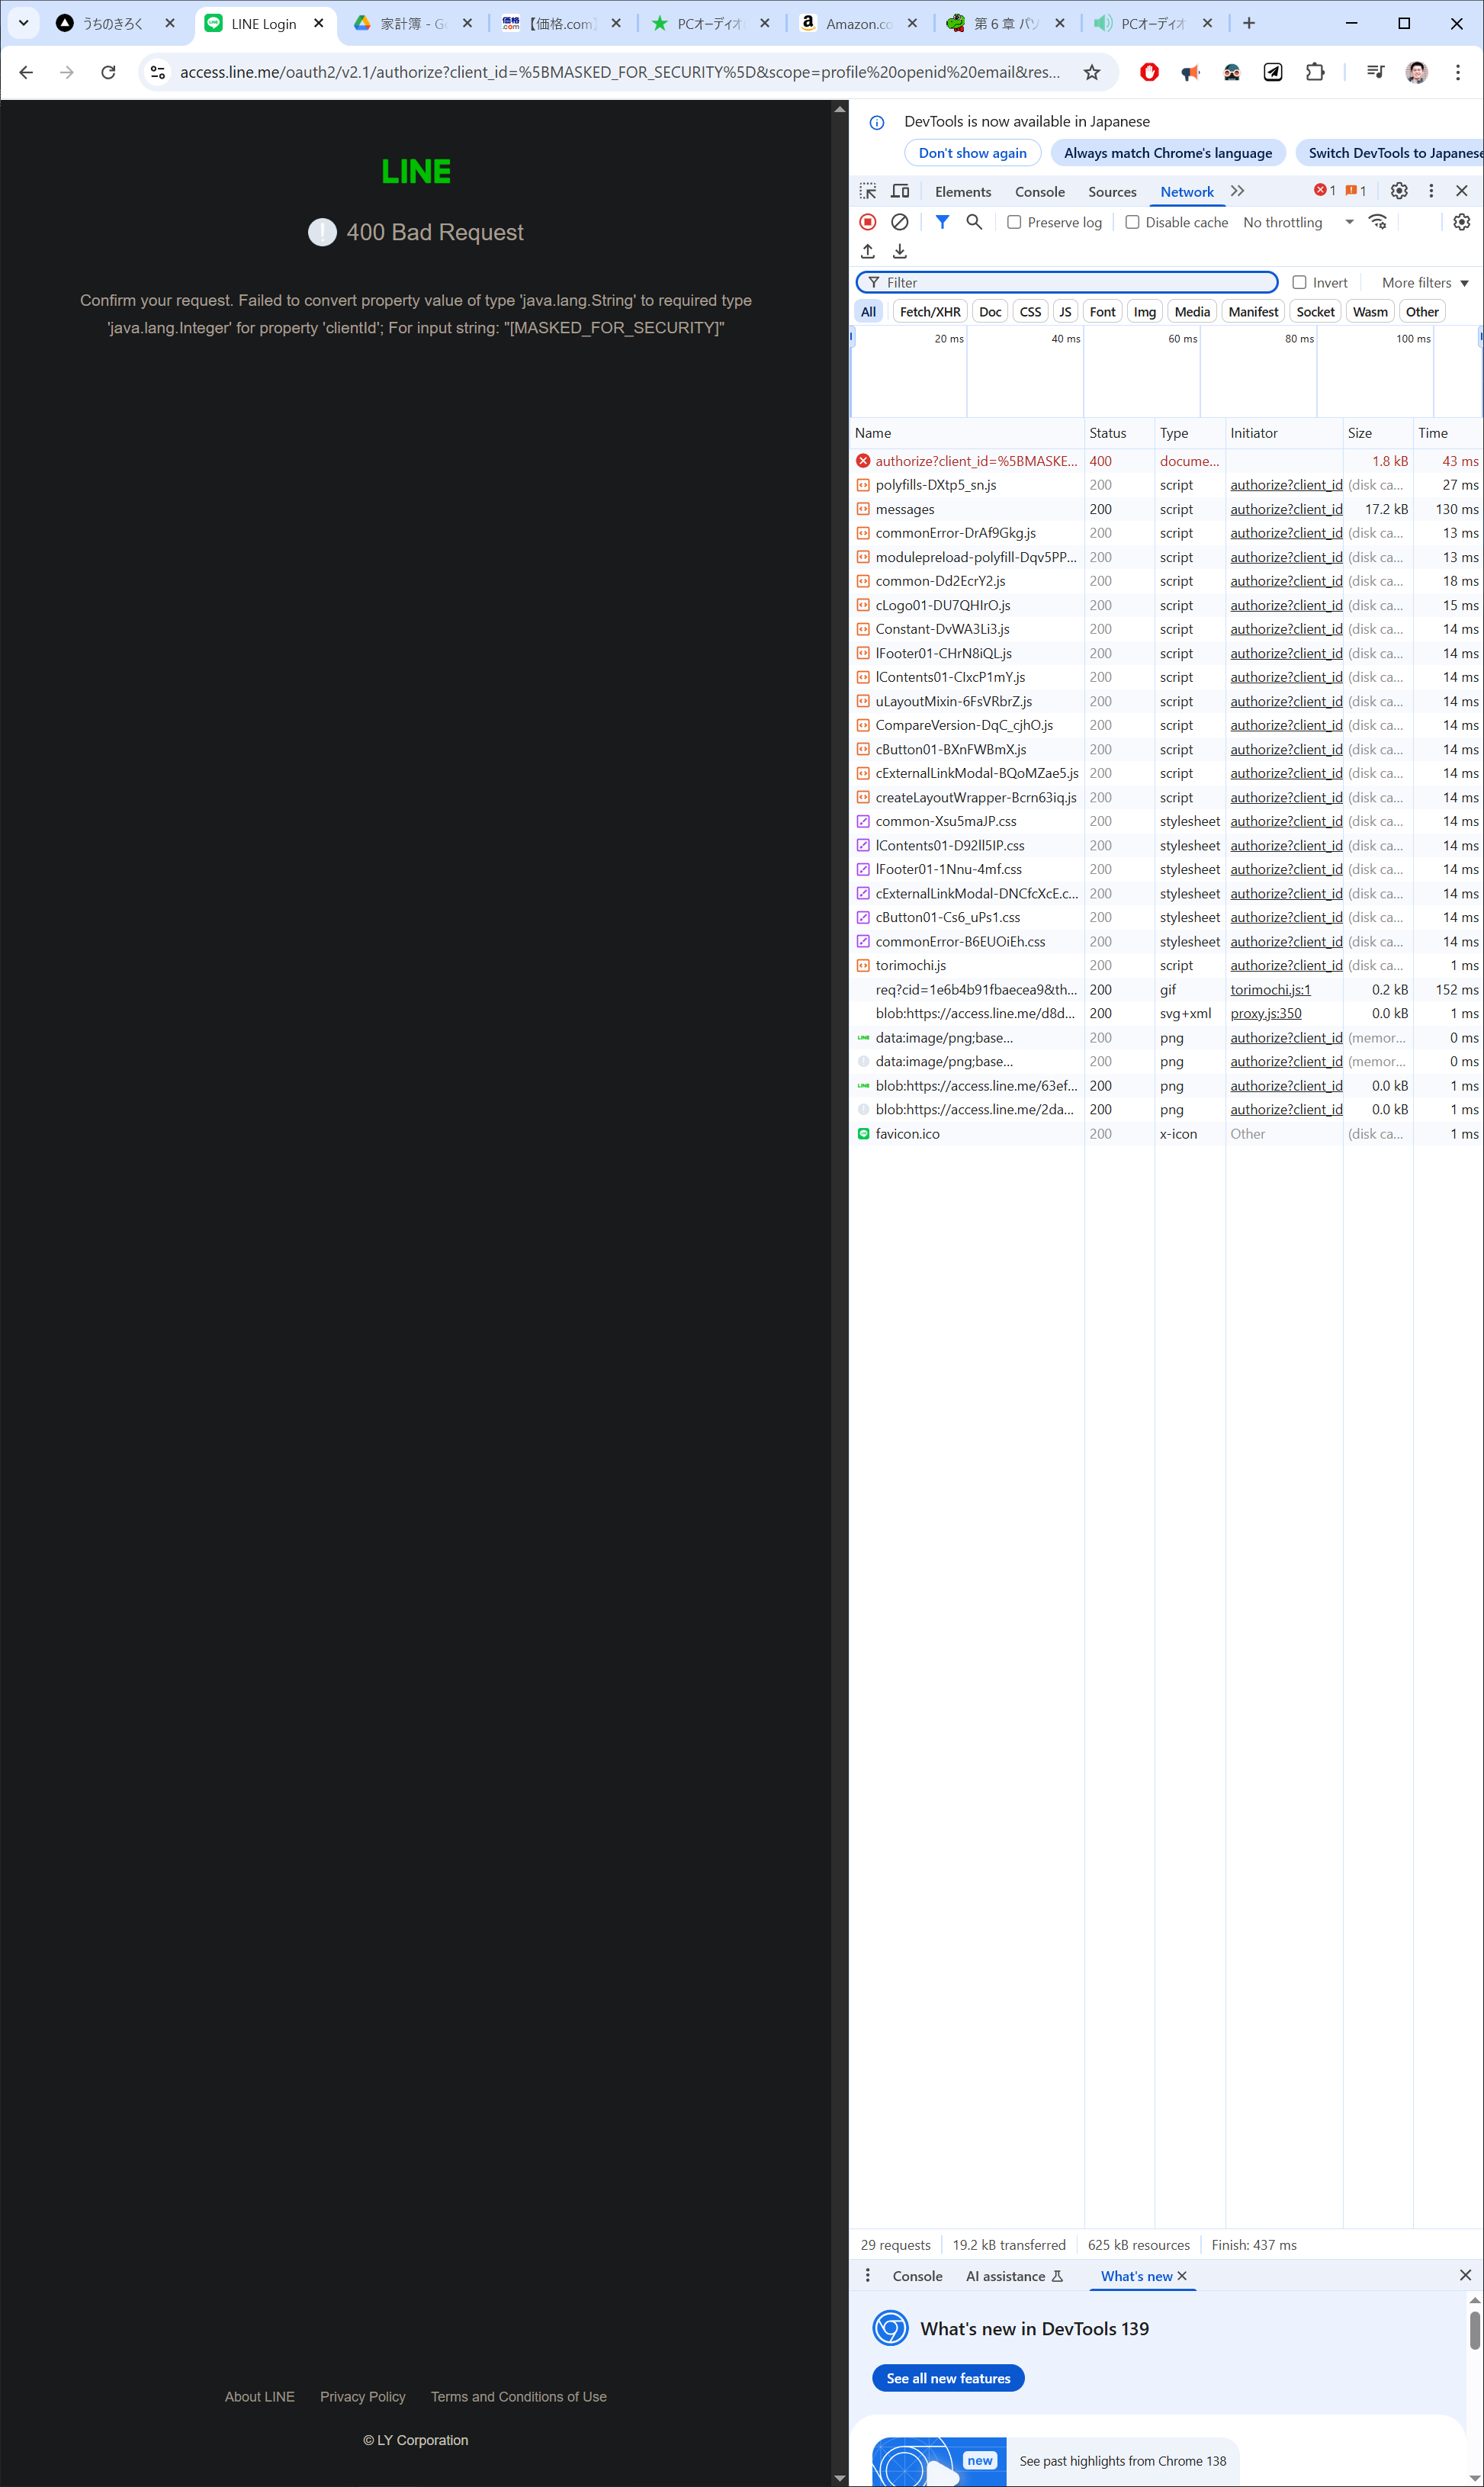 うちのきろく
LINE Login
家計簿 - G
【価格.com】
PCオーディオ
Amazon.co
第 6 章 パソ
PCオーディオ
access.line.me/oauth2/v2.1/authorize?client_id=%5BMASKED_FOR_SECURITY%5D&scope=profile%20openid%20email&res...
LINE
400 Bad Request
Confirm your request. Failed to convert property value of type 'java.lang.String' to required type
'java.lang.Integer' for property 'clientId'; For input string: "[MASKED_FOR_SECURITY]"
About LINE Privacy Policy Terms and Conditions of Use
© LY Corporation
DevTools is now available in Japanese
Don't show again Always match Chrome's language Switch DevTools to Japanese
Elements Console Sources Network 1 1
Preserve log Disable cache No throttling
Filter Invert More filters
All Fetch/XHR Doc CSS JS Font Img Media Manifest Socket Wasm Other
20 ms 40 ms 60 ms 80 ms 100 ms
Name Status Type Initiator Size Time
authorize?client_id=%5BMASKE... 400 docume... 1.8 kB 43 ms
polyfills-DXtp5_sn.js 200 script authorize?client_id (disk ca... 27 ms
messages 200 script authorize?client_id 17.2 kB 130 ms
commonError-DrAf9Gkg.js 200 script authorize?client_id (disk ca... 13 ms
modulepreload-polyfill-Dqv5PP... 200 script authorize?client_id (disk ca... 13 ms
common-Dd2EcrY2.js 200 script authorize?client_id (disk ca... 18 ms
cLogo01-DU7QHIrO.js 200 script authorize?client_id (disk ca... 15 ms
Constant-DvWA3Li3.js 200 script authorize?client_id (disk ca... 14 ms
lFooter01-CHrN8iQL.js 200 script authorize?client_id (disk ca... 14 ms
lContents01-CIxcP1mY.js 200 script authorize?client_id (disk ca... 14 ms
uLayoutMixin-6FsVRbrZ.js 200 script authorize?client_id (disk ca... 14 ms
CompareVersion-DqC_cjhO.js 200 script authorize?client_id (disk ca... 14 ms
cButton01-BXnFWBmX.js 200 script authorize?client_id (disk ca... 14 ms
cExternalLinkModal-BQoMZae5.js 200 script authorize?client_id (disk ca... 14 ms
createLayoutWrapper-Bcrn63iq.js 200 script authorize?client_id (disk ca... 14 ms
common-Xsu5maJP.css 200 stylesheet authorize?client_id (disk ca... 14 ms
lContents01-D92ll5IP.css 200 stylesheet authorize?client_id (disk ca... 14 ms
lFooter01-1Nnu-4mf.css 200 stylesheet authorize?client_id (disk ca... 14 ms
cExternalLinkModal-DNCfcXcE.c... 200 stylesheet authorize?client_id (disk ca... 14 ms
cButton01-Cs6_uPs1.css 200 stylesheet authorize?client_id (disk ca... 14 ms
commonError-B6EUOiEh.css 200 stylesheet authorize?client_id (disk ca... 14 ms
torimochi.js 200 script authorize?client_id (disk ca... 1 ms
req?cid=1e6b4b91fbaecea9&th... 200 gif torimochi.js:1 0.2 kB 152 ms
blob:https://access.line.me/d8d... 200 svg+xml proxy.js:350 0.0 kB 1 ms
data:image/png;base... 200 png authorize?client_id (memor... 0 ms
data:image/png;base... 200 png authorize?client_id (memor... 0 ms
blob:https://access.line.me/63ef... 200 png authorize?client_id 0.0 kB 1 ms
blob:https://access.line.me/2da... 200 png authorize?client_id 0.0 kB 1 ms
favicon.ico 200 x-icon Other (disk ca... 1 ms
29 requests 19.2 kB transferred 625 kB resources Finish: 437 ms
Console AI assistance What's new
What's new in DevTools 139
See all new features
new
See past highlights from Chrome 138